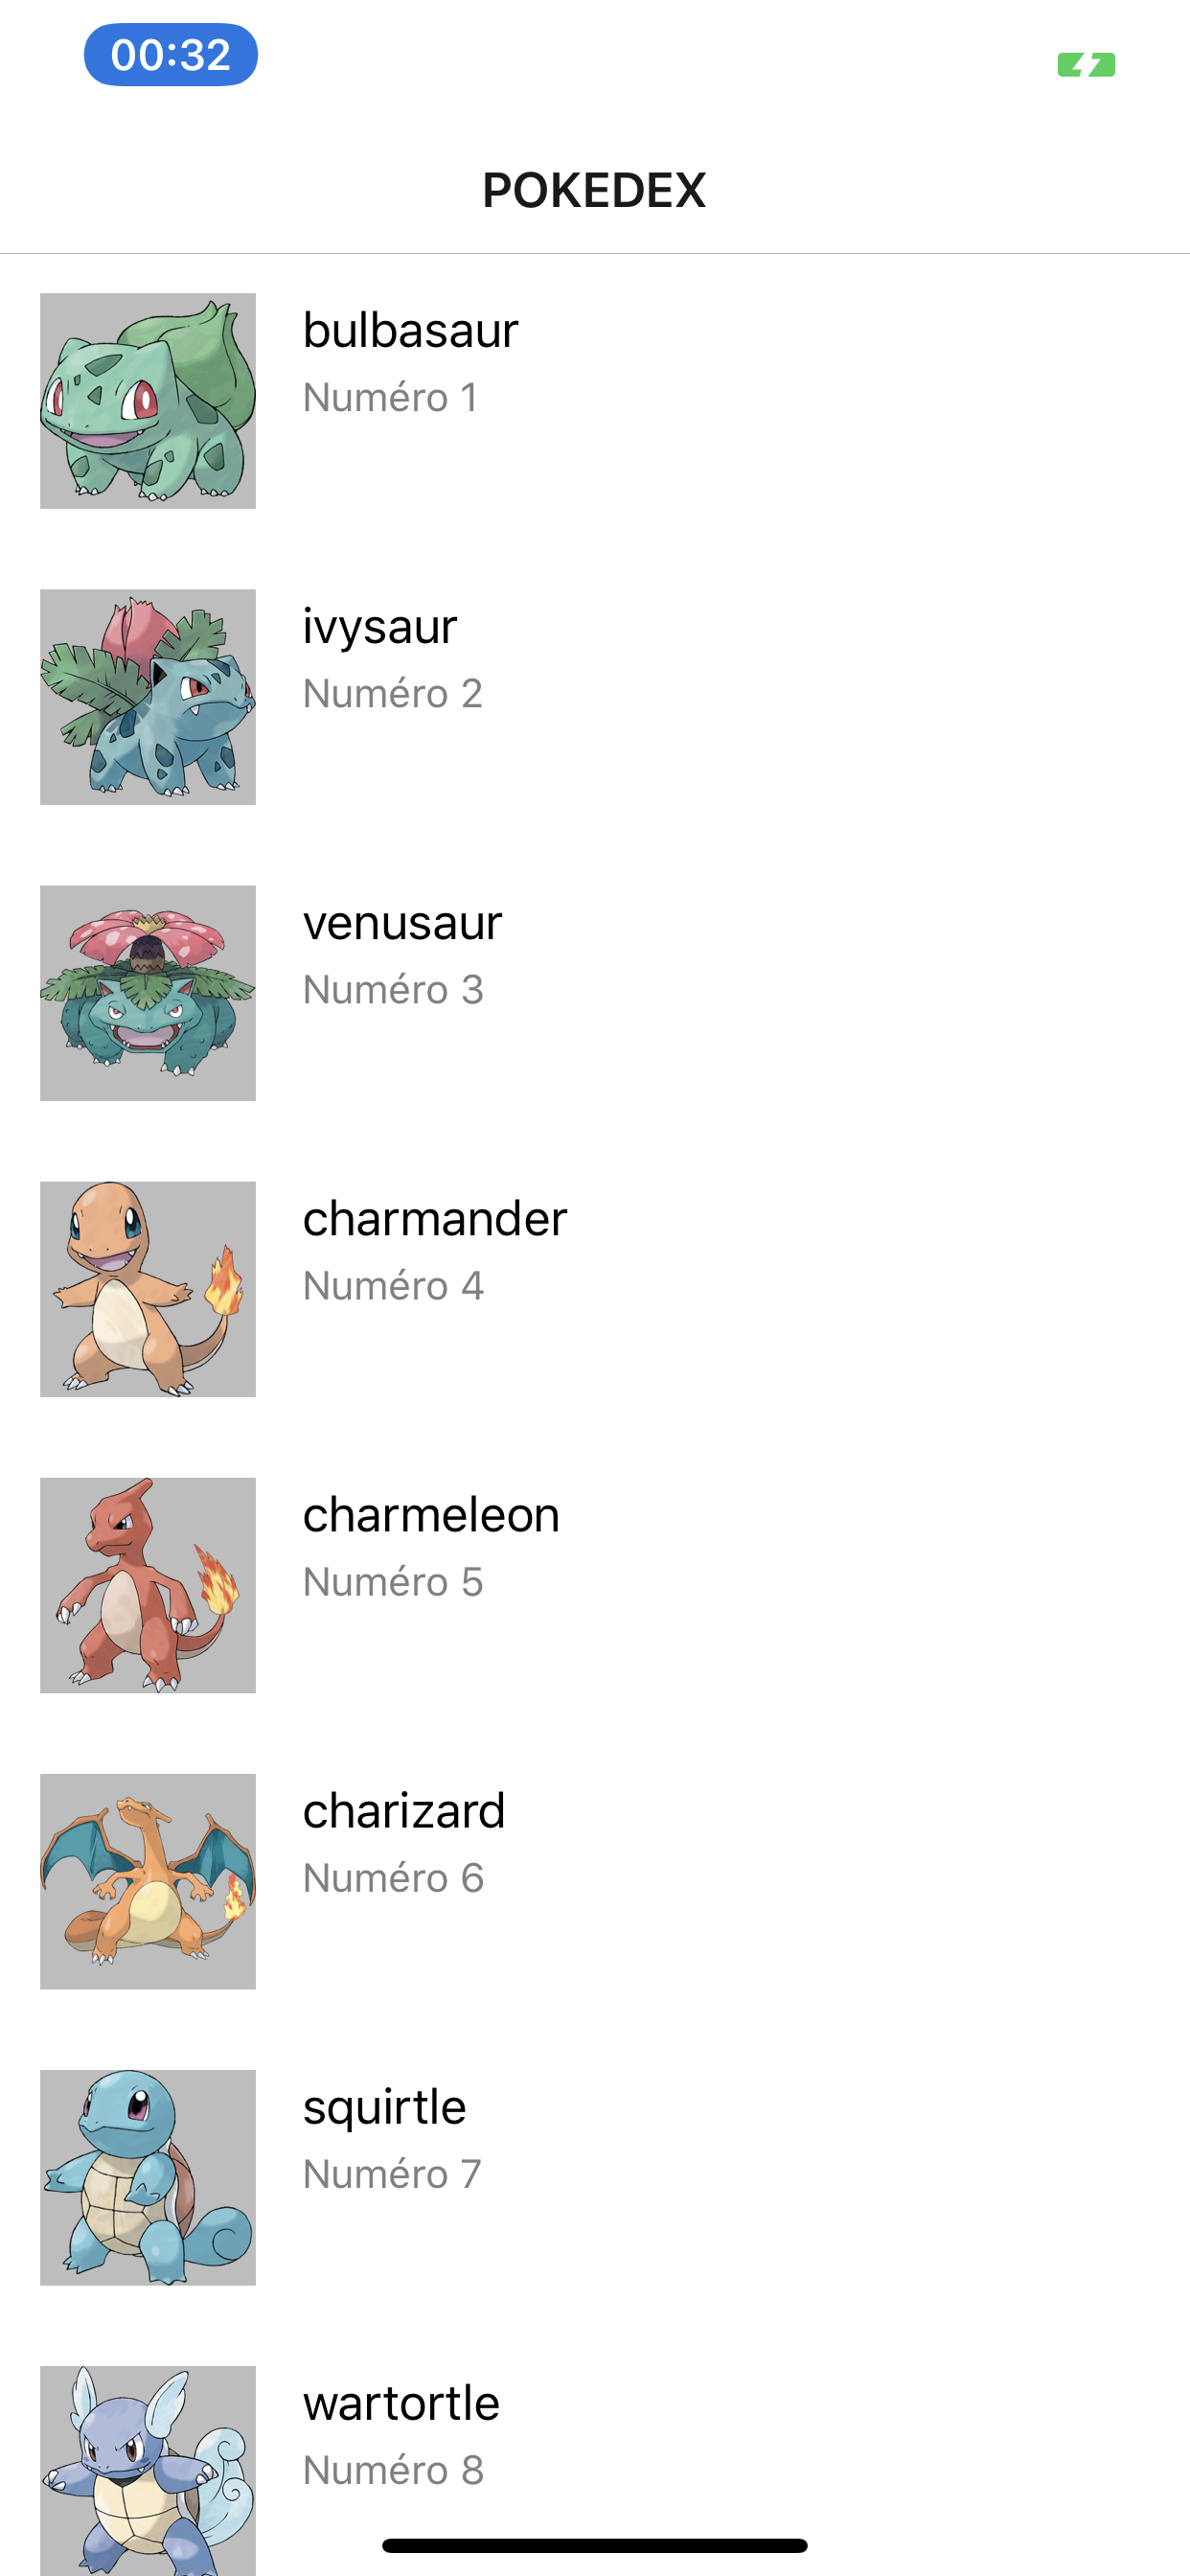 00:32
POKEDEX
bulbasaur
Numéro 1
ivysaur
Numéro 2
venusaur
Numéro 3
charmander
Numéro 4
charmeleon
Numéro 5
charizard
Numéro 6
squirtle
Numéro 7
wartortle
Numéro 8